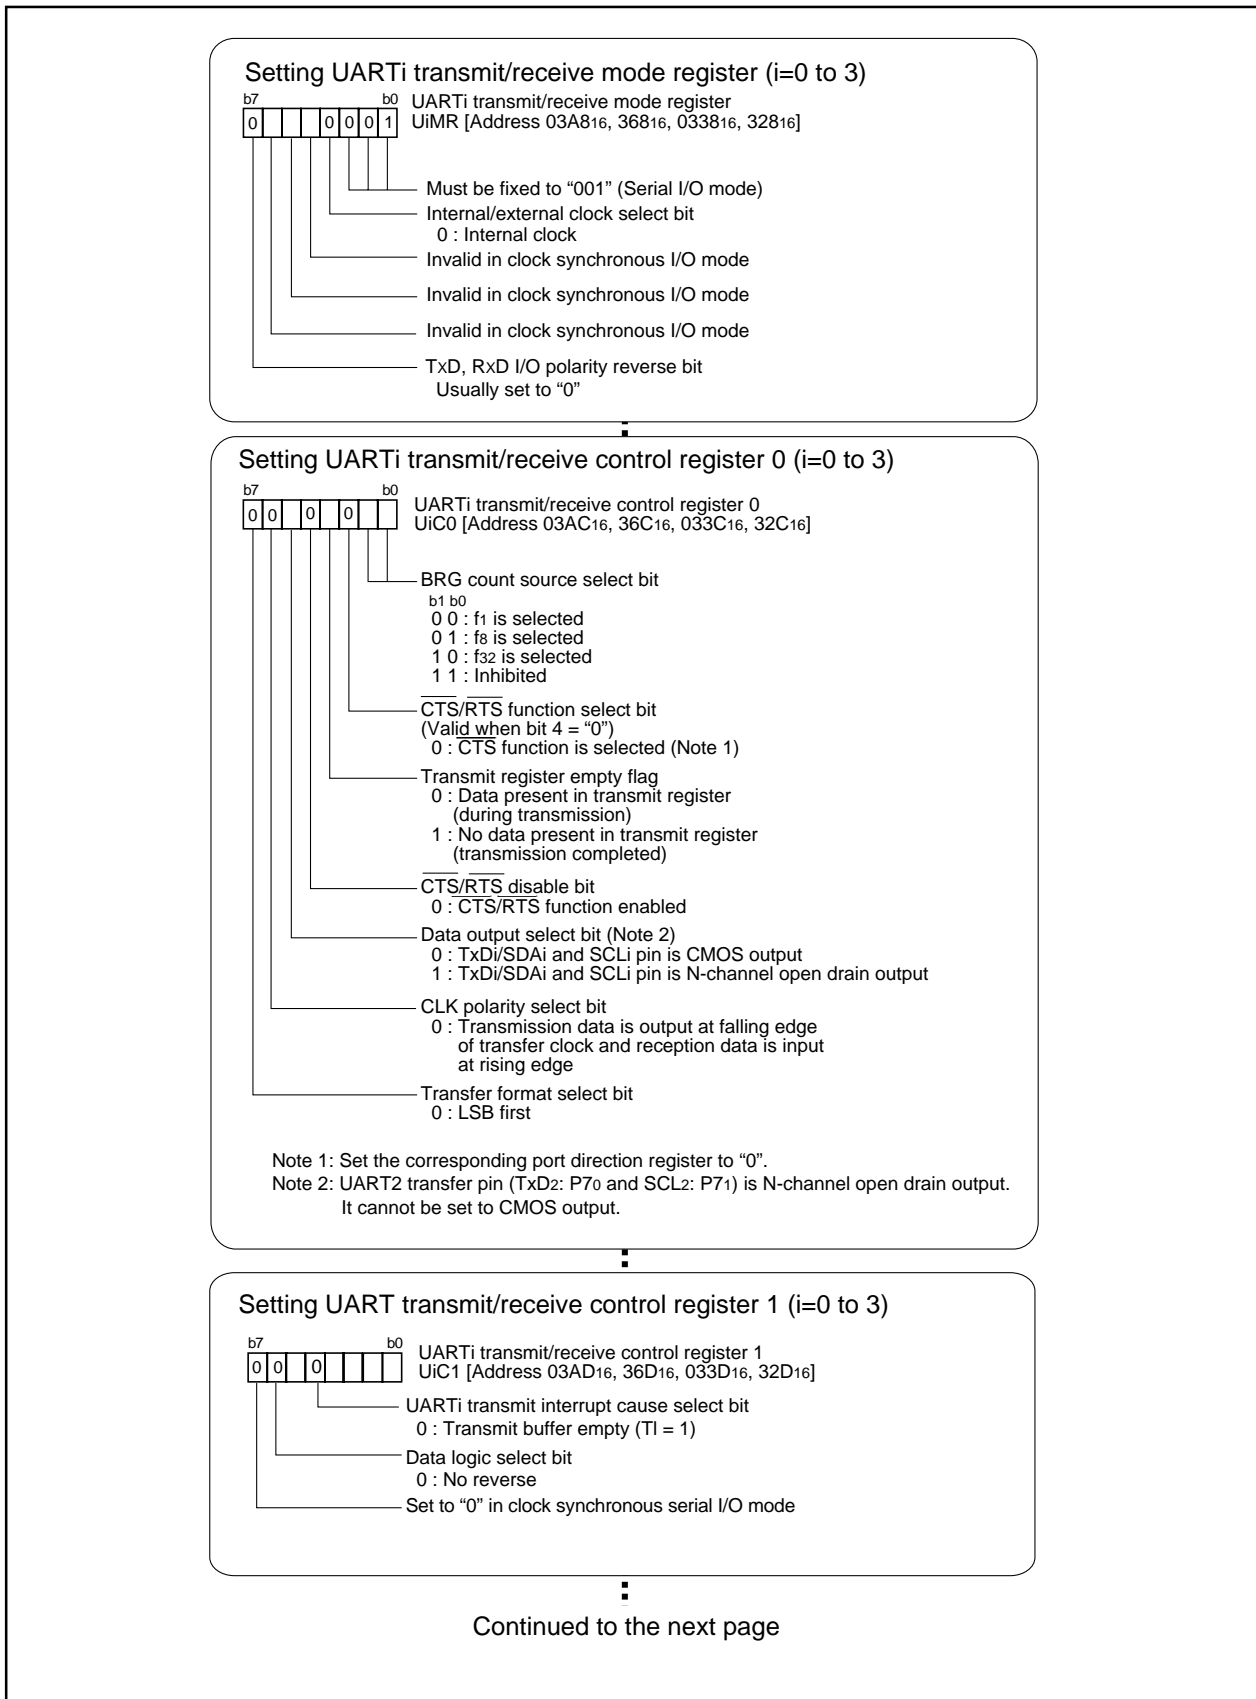 Setting UARTi transmit/receive mode register (i=0 to 3)
b7 b0
UARTi transmit/receive mode register
0 0 0 0 1
UiMR [Address 03A816, 36816, 033816, 32816]
Must be fixed to “001” (Serial I/O mode)
Internal/external clock select bit
0 : Internal clock
Invalid in clock synchronous I/O mode
Invalid in clock synchronous I/O mode
Invalid in clock synchronous I/O mode
TxD, RxD I/O polarity reverse bit
Usually set to “0”
Setting UARTi transmit/receive control register 0 (i=0 to 3)
b7 b0
UARTi transmit/receive control register 0
0 0 0 0
UiC0 [Address 03AC16, 36C16, 033C16, 32C16]
BRG count source select bit
b1 b0
0 0 : f1 is selected
0 1 : f8 is selected
1 0 : f32 is selected
1 1 : Inhibited
CTS/RTS function select bit
(Valid when bit 4 = “0”)
0 : CTS function is selected (Note 1)
Transmit register empty flag
0 : Data present in transmit register
(during transmission)
1 : No data present in transmit register
(transmission completed)
CTS/RTS disable bit
0 : CTS/RTS function enabled
Data output select bit (Note 2)
0 : TxDi/SDAi and SCLi pin is CMOS output
1 : TxDi/SDAi and SCLi pin is N-channel open drain output
CLK polarity select bit
0 : Transmission data is output at falling edge
of transfer clock and reception data is input
at rising edge
Transfer format select bit
0 : LSB first
Note 1: Set the corresponding port direction register to “0”.
Note 2: UART2 transfer pin (TxD2: P70 and SCL2: P71) is N-channel open drain output.
It cannot be set to CMOS output.
Setting UART transmit/receive control register 1 (i=0 to 3)
b7 b0
UARTi transmit/receive control register 1
0 0 0
UiC1 [Address 03AD16, 36D16, 033D16, 32D16]
UARTi transmit interrupt cause select bit
0 : Transmit buffer empty (TI = 1)
Data logic select bit
0 : No reverse
Set to “0” in clock synchronous serial I/O mode
Continued to the next page